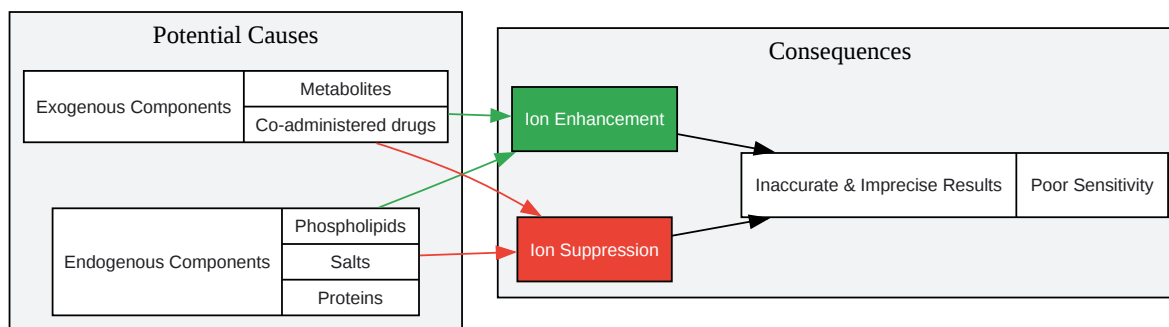 Potential Causes
Exogenous Components
Metabolites
Co-administered drugs
Endogenous Components
Phospholipids
Salts
Proteins
Consequences
Ion Enhancement
Ion Suppression
Inaccurate & Imprecise Results
Poor Sensitivity